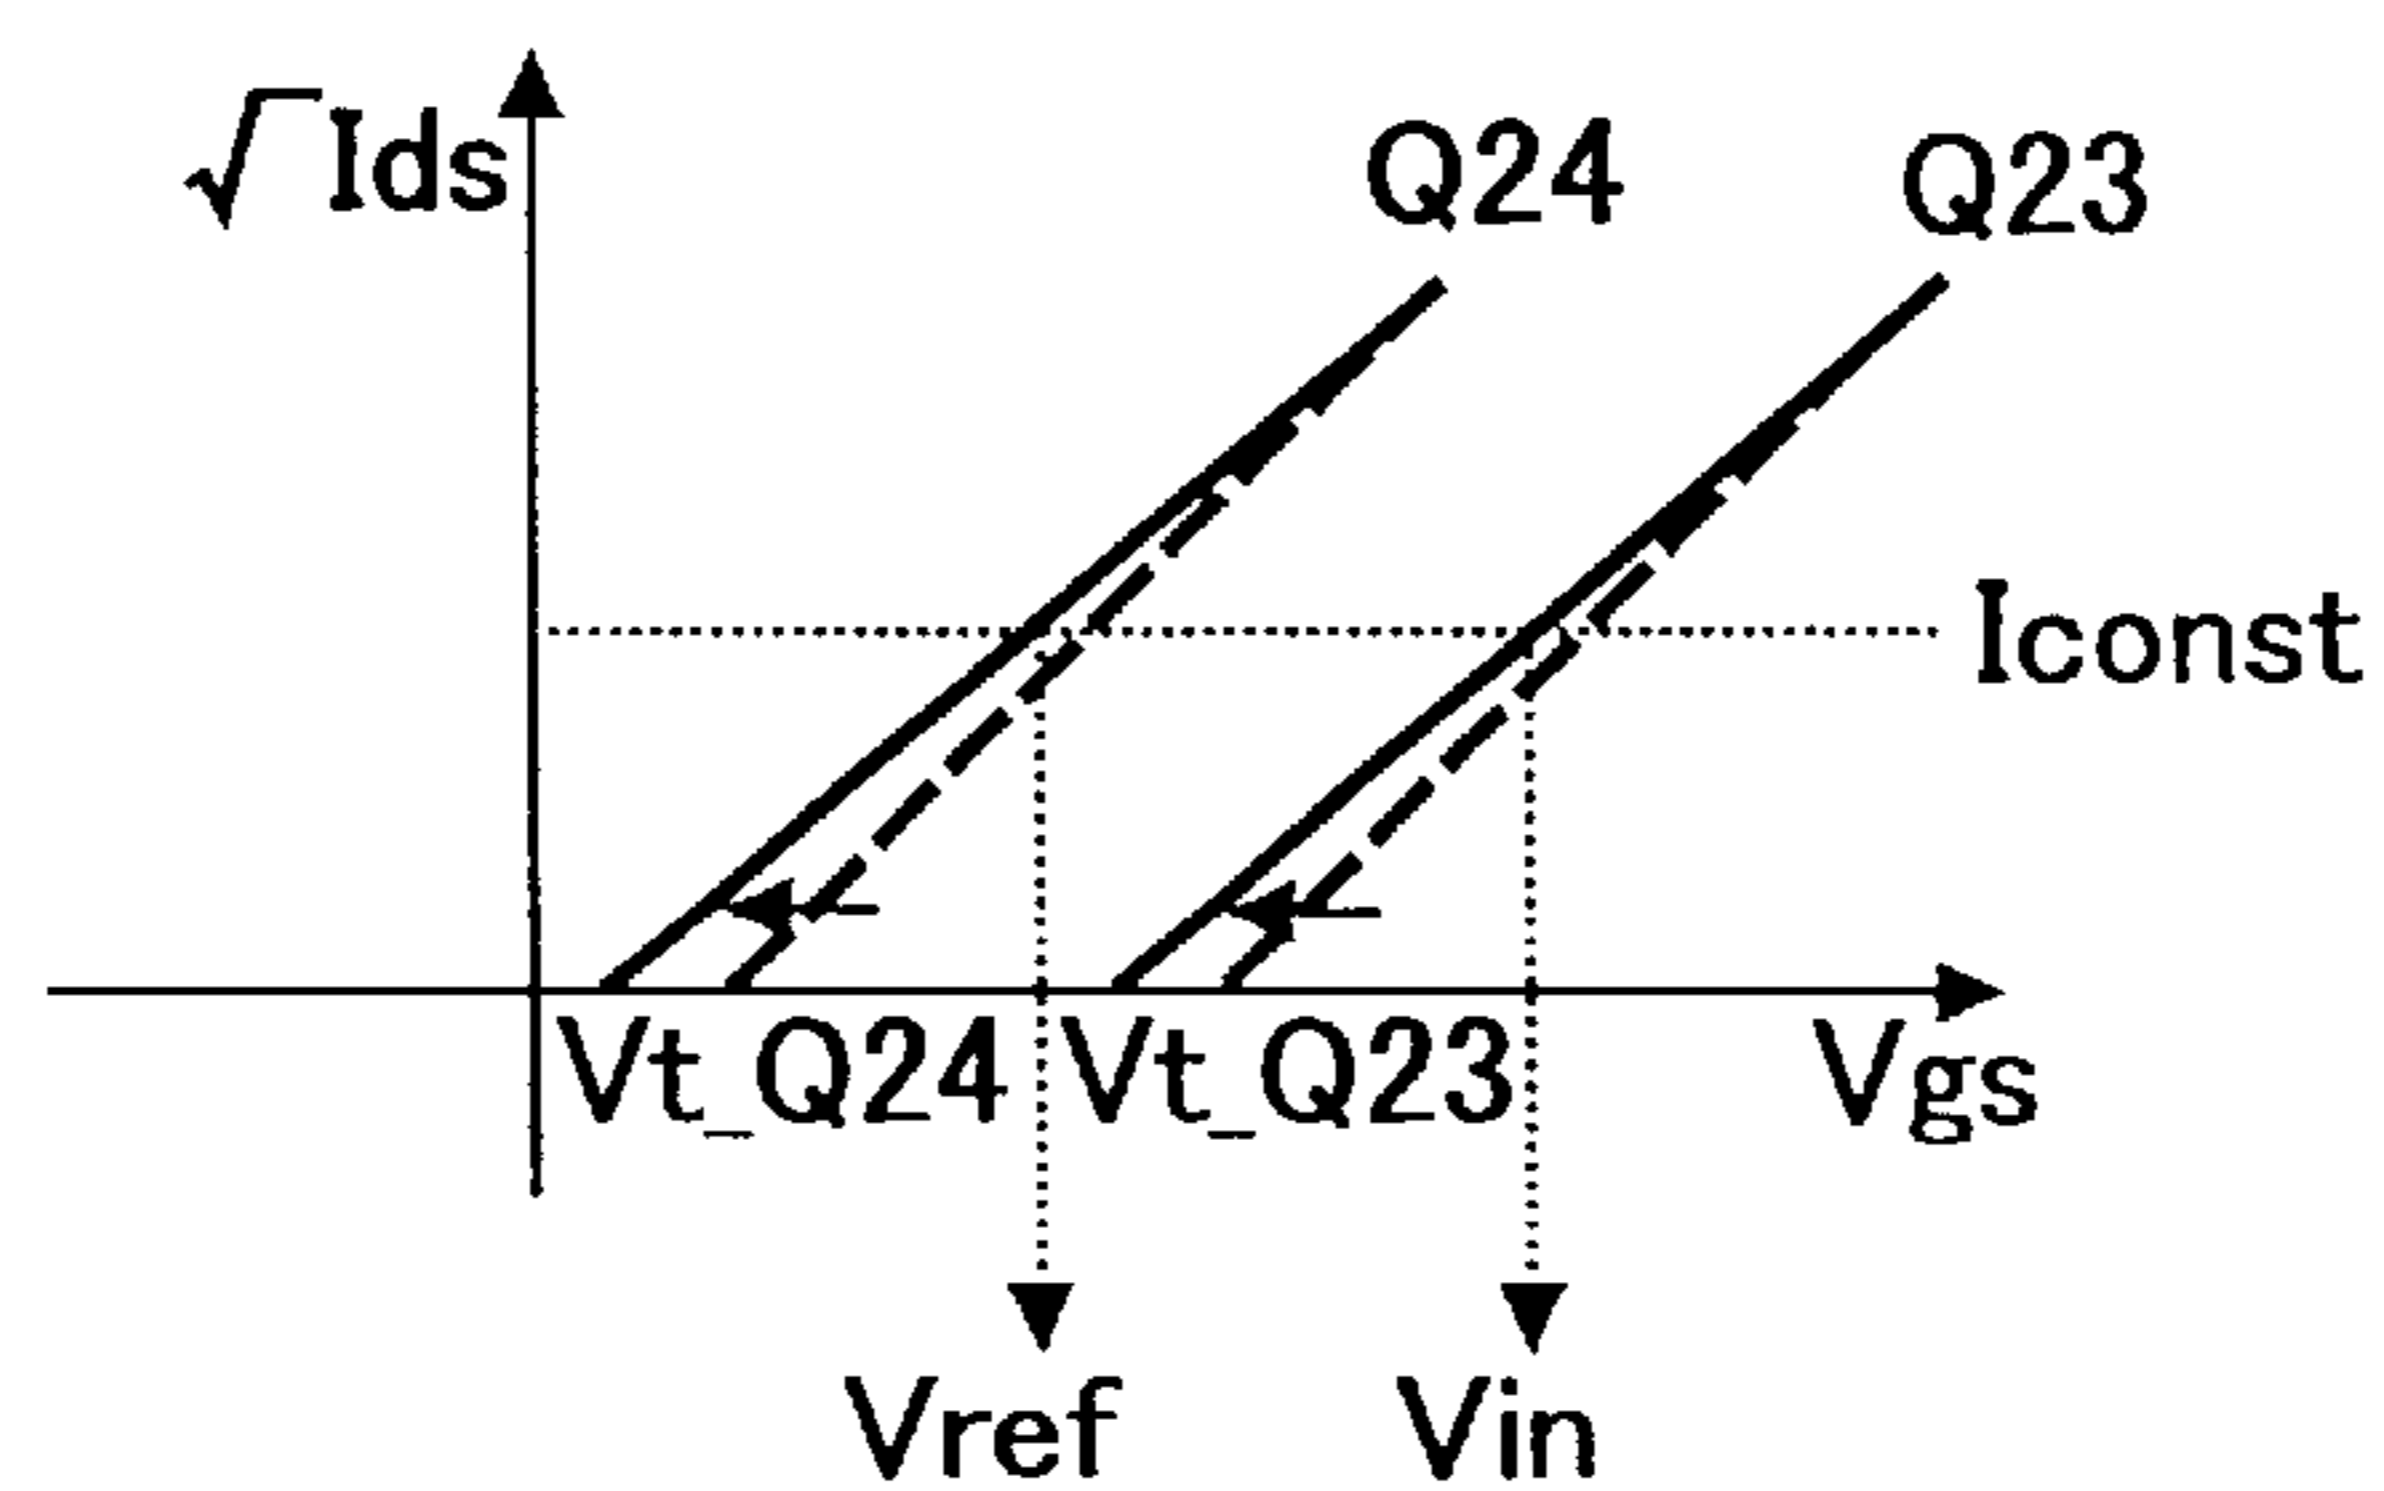 √Ids
Q24
Q23
Iconst
Vt_Q24
Vt_Q23
Vgs
Vref
Vin